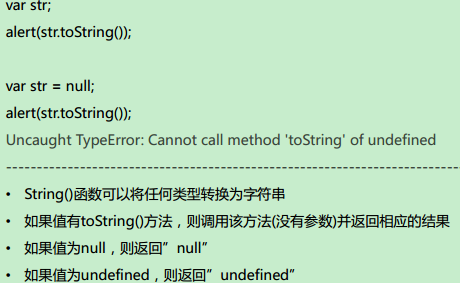 var str;
alert(str.toString());
var str = null;
alert(str.toString());
Uncaught TypeError: Cannot call method 'toString' of undefined
--------------------------------------------------------------------------------
• String()函数可以将任何类型转换为字符串
• 如果值有toString()方法，则调用该方法(没有参数)并返回相应的结果
• 如果值为null，则返回”null”
• 如果值为undefined，则返回”undefined”